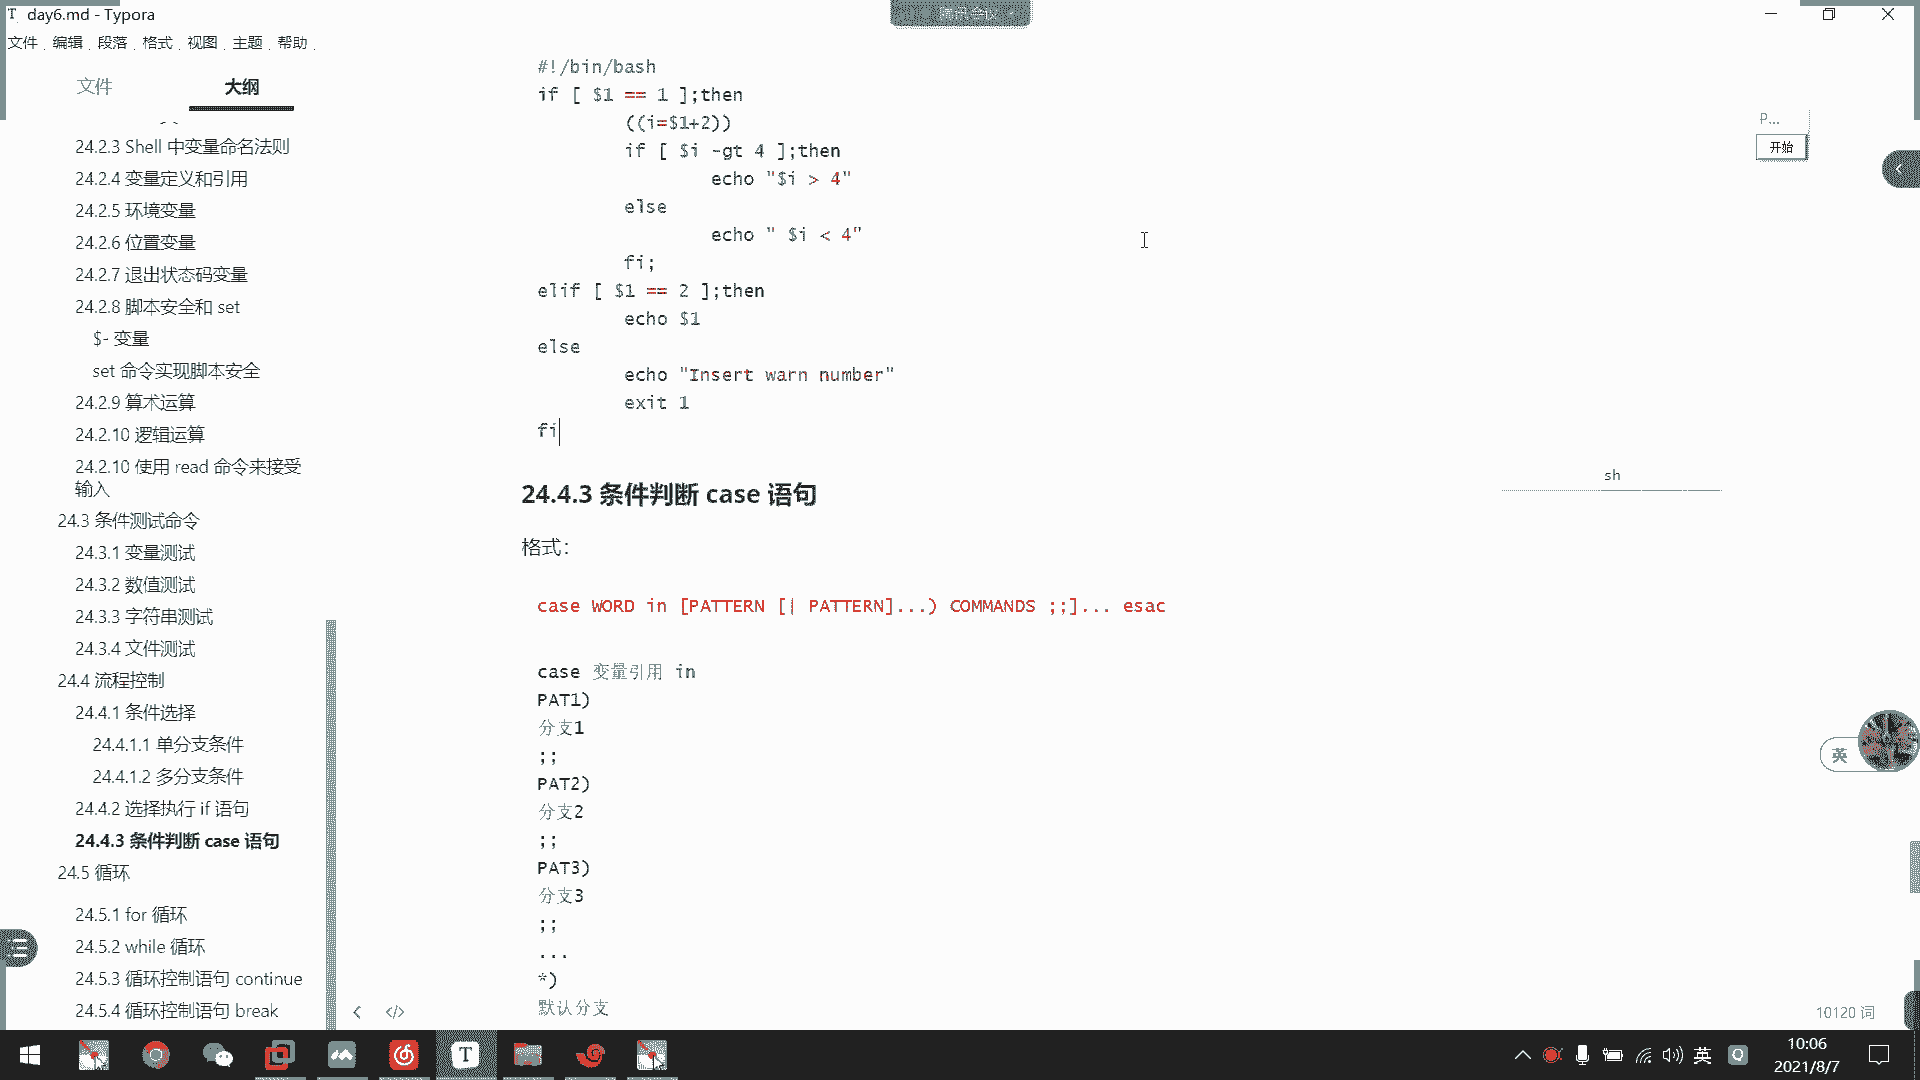 day6.md - Typora
腾讯会议
文件 编辑 段落 格式 视图 主题 帮助
文件 大纲
24.2.3 Shell 中变量命名法则
24.2.4 变量定义和引用
24.2.5 环境变量
24.2.6 位置变量
24.2.7 退出状态码变量
24.2.8 脚本安全和 set
$- 变量
set 命令实现脚本安全
24.2.9 算术运算
24.2.10 逻辑运算
24.2.10 使用 read 命令来接受
输入
24.3 条件测试命令
24.3.1 变量测试
24.3.2 数值测试
24.3.3 字符串测试
24.3.4 文件测试
24.4 流程控制
24.4.1 条件选择
24.4.1.1 单分支条件
24.4.1.2 多分支条件
24.4.2 选择执行 if 语句
24.4.3 条件判断 case 语句
24.5 循环
24.5.1 for 循环
24.5.2 while 循环
24.5.3 循环控制语句 continue
24.5.4 循环控制语句 break
#!/bin/bash
if [ $1 == 1 ];then
((i=$1+2))
if [ $i -gt 4 ];then
echo "$i > 4"
else
echo " $i < 4"
fi;
elif [ $1 == 2 ];then
echo $1
else
echo "Insert warn number"
exit 1
fi
sh
24.4.3 条件判断 case 语句
格式：
case WORD in [PATTERN [| PATTERN]...) COMMANDS ;;]... esac
case 变量引用 in
PAT1)
分支1
;;
PAT2)
分支2
;;
PAT3)
分支3
;;
...
*)
默认分支
P...
开始
英
10120 词
英
10:06
2021/8/7